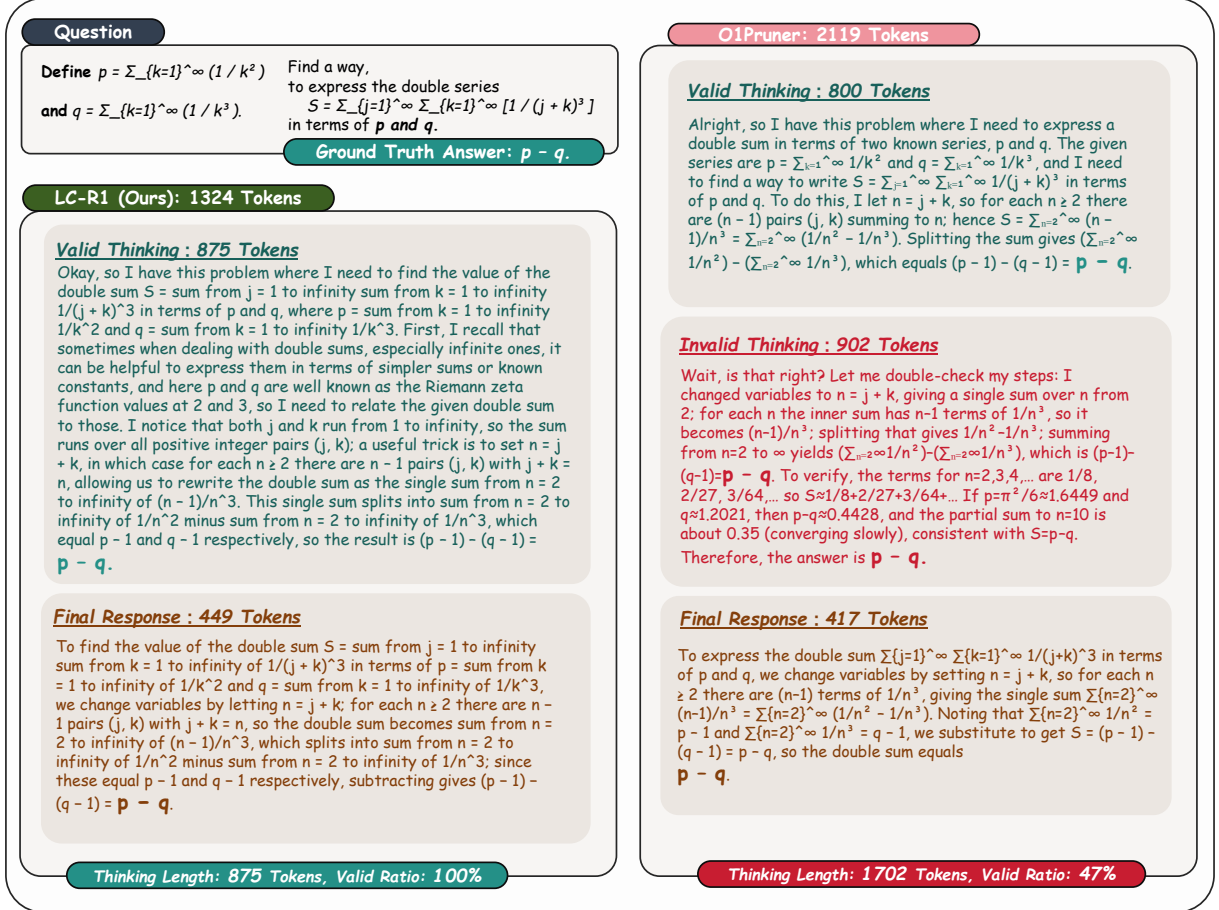 Question
Define p = Σ_{k=1}^∞ (1 / k² )
and q = Σ_{k=1}^∞ (1 / k³ ).
Find a way,
to express the double series
S = Σ_{j=1}^∞ Σ_{k=1}^∞ [1 / (j + k)³ ]
in terms of p and q.
Ground Truth Answer: p – q.
LC-R1 (Ours): 1324 Tokens
Valid Thinking : 875 Tokens
Okay, so I have this problem where I need to find the value of the
double sum S = sum from j = 1 to infinity sum from k = 1 to infinity
1/(j + k)^3 in terms of p and q, where p = sum from k = 1 to infinity
1/k^2 and q = sum from k = 1 to infinity 1/k^3. First, I recall that
sometimes when dealing with double sums, especially infinite ones, it
can be helpful to express them in terms of simpler sums or known
constants, and here p and q are well known as the Riemann zeta
function values at 2 and 3, so I need to relate the given double sum
to those. I notice that both j and k run from 1 to infinity, so the sum
runs over all positive integer pairs (j, k); a useful trick is to set n = j
+ k, in which case for each n ≥ 2 there are n – 1 pairs (j, k) with j + k =
n, allowing us to rewrite the double sum as the single sum from n = 2
to infinity of (n – 1)/n^3. This single sum splits into sum from n = 2 to
infinity of 1/n^2 minus sum from n = 2 to infinity of 1/n^3, which
equal p – 1 and q – 1 respectively, so the result is (p – 1) – (q – 1) =
p – q.
Final Response : 449 Tokens
To find the value of the double sum S = sum from j = 1 to infinity
sum from k = 1 to infinity of 1/(j + k)^3 in terms of p = sum from k
= 1 to infinity of 1/k^2 and q = sum from k = 1 to infinity of 1/k^3,
we change variables by letting n = j + k; for each n ≥ 2 there are n –
1 pairs (j, k) with j + k = n, so the double sum becomes sum from n =
2 to infinity of (n – 1)/n^3, which splits into sum from n = 2 to
infinity of 1/n^2 minus sum from n = 2 to infinity of 1/n^3; since
these equal p – 1 and q – 1 respectively, subtracting gives (p – 1) –
(q – 1) = p – q.
Thinking Length: 875 Tokens, Valid Ratio: 100%
O1Pruner: 2119 Tokens
Valid Thinking : 800 Tokens
Alright, so I have this problem where I need to express a
double sum in terms of two known series, p and q. The given
series are p = ∑ₖ₌₁^∞ 1/k² and q = ∑ₖ₌₁^∞ 1/k³, and I need
to find a way to write S = ∑ⱼ₌₁^∞ ∑ₖ₌₁^∞ 1/(j + k)³ in terms
of p and q. To do this, I let n = j + k, so for each n ≥ 2 there
are (n – 1) pairs (j, k) summing to n; hence S = ∑ₙ₌₂^∞ (n –
1)/n³ = ∑ₙ₌₂^∞ (1/n² – 1/n³). Splitting the sum gives (∑ₙ₌₂^∞
1/n²) – (∑ₙ₌₂^∞ 1/n³), which equals (p – 1) – (q – 1) = p – q.
Invalid Thinking : 902 Tokens
Wait, is that right? Let me double-check my steps: I
changed variables to n = j + k, giving a single sum over n from
2; for each n the inner sum has n–1 terms of 1/n³, so it
becomes (n–1)/n³; splitting that gives 1/n²–1/n³; summing
from n=2 to ∞ yields (∑ₙ₌₂∞1/n²)–(∑ₙ₌₂∞1/n³), which is (p–1)–
(q–1)=p – q. To verify, the terms for n=2,3,4,… are 1/8,
2/27, 3/64,… so S≈1/8+2/27+3/64+… If p=π²/6≈1.6449 and
q≈1.2021, then p–q≈0.4428, and the partial sum to n=10 is
about 0.35 (converging slowly), consistent with S=p–q.
Therefore, the answer is p – q.
Final Response : 417 Tokens
To express the double sum ∑{j=1}^∞ ∑{k=1}^∞ 1/(j+k)^3 in terms
of p and q, we change variables by setting n = j + k, so for each n
≥ 2 there are (n–1) terms of 1/n³, giving the single sum ∑{n=2}^∞
(n–1)/n³ = ∑{n=2}^∞ (1/n² – 1/n³). Noting that ∑{n=2}^∞ 1/n² =
p – 1 and ∑{n=2}^∞ 1/n³ = q – 1, we substitute to get S = (p – 1) –
(q – 1) = p – q, so the double sum equals
p – q.
Thinking Length: 1702 Tokens, Valid Ratio: 47%